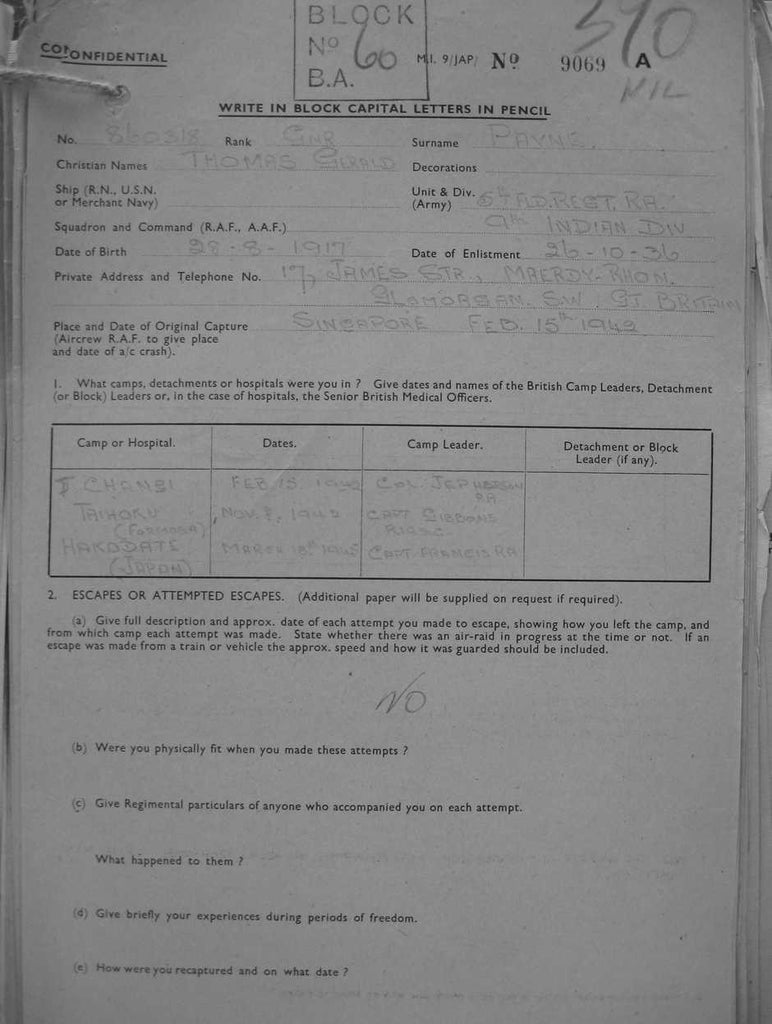 BLOCK
Nº 60
B.A.
390
NIL
CONFIDENTIAL
M.I. 9/JAP/ Nº 9069 A
WRITE IN BLOCK CAPITAL LETTERS IN PENCIL
No. 860318 Rank GNR Surname PAYNE.
Christian Names THOMAS GERALD Decorations
Ship (R.N., U.S.N. or Merchant Navy)
Unit & Div. (Army) 5TH FLD. REGT. R.A.
9TH INDIAN DIV
Squadron and Command (R.A.F., A.A.F.)
Date of Birth 28-8-1917 Date of Enlistment 26-10-36
Private Address and Telephone No. 17, JAMES STR., MAERDY. RHON.
GLAMORGAN. S.W. GT. BRITAIN
Place and Date of Original Capture SINGAPORE FEB. 15th 1942
(Aircrew R.A.F. to give place
and date of a/c crash).
1. What camps, detachments or hospitals were you in ? Give dates and names of the British Camp Leaders, Detachment
(or Block) Leaders or, in the case of hospitals, the Senior British Medical Officers.
Camp or Hospital. Dates. Camp Leader. Detachment or Block
Leader (if any).
CHANGI FEB 15. 1942 COL. JEPHERSON
RA
TAIHOKU NOV. 8. 1942 CAPT GIBBONS
(FORMOSA) R.A.S.C.
HAKODATE MARCH 18th 1945 CAPT FRANCIS RA
(JAPAN)
2. ESCAPES OR ATTEMPTED ESCAPES. (Additional paper will be supplied on request if required).
(a) Give full description and approx. date of each attempt you made to escape, showing how you left the camp, and
from which camp each attempt was made. State whether there was an air-raid in progress at the time or not. If an
escape was made from a train or vehicle the approx. speed and how it was guarded should be included.
NO
(b) Were you physically fit when you made these attempts ?
(c) Give Regimental particulars of anyone who accompanied you on each attempt.
What happened to them ?
(d) Give briefly your experiences during periods of freedom.
(e) How were you recaptured and on what date ?